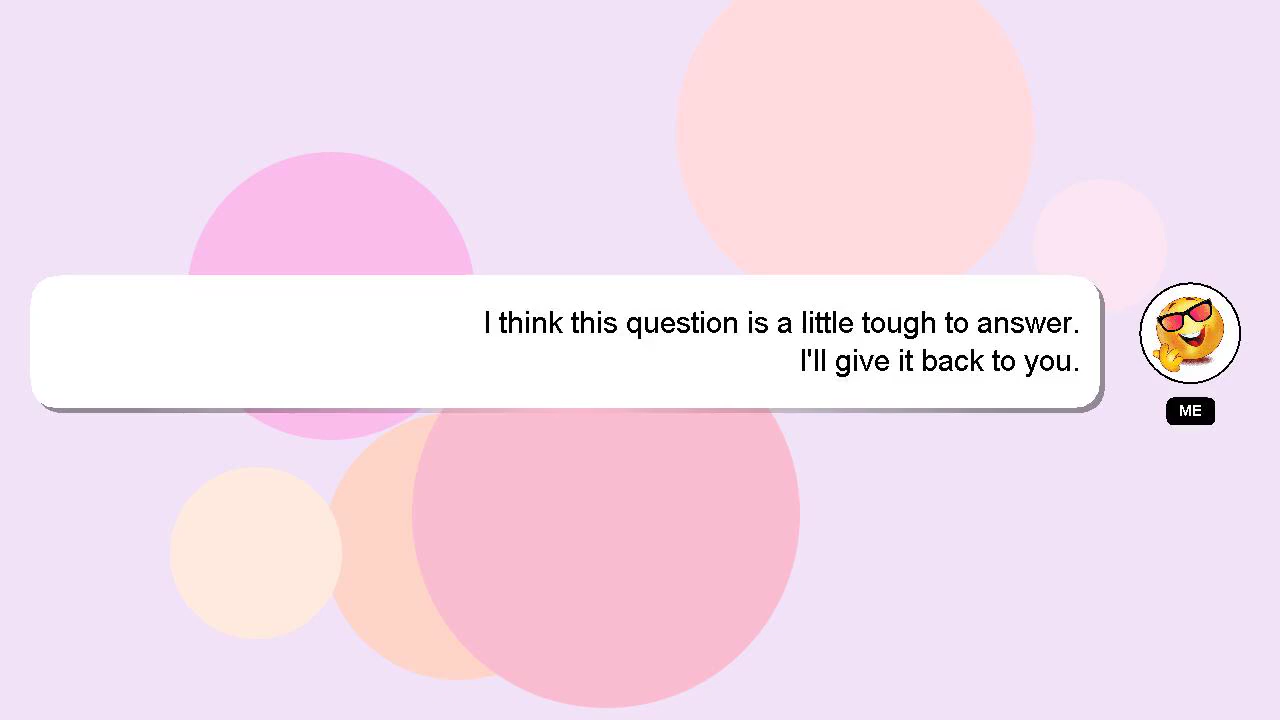 I think this question is a little tough to answer.
I'll give it back to you.
ME